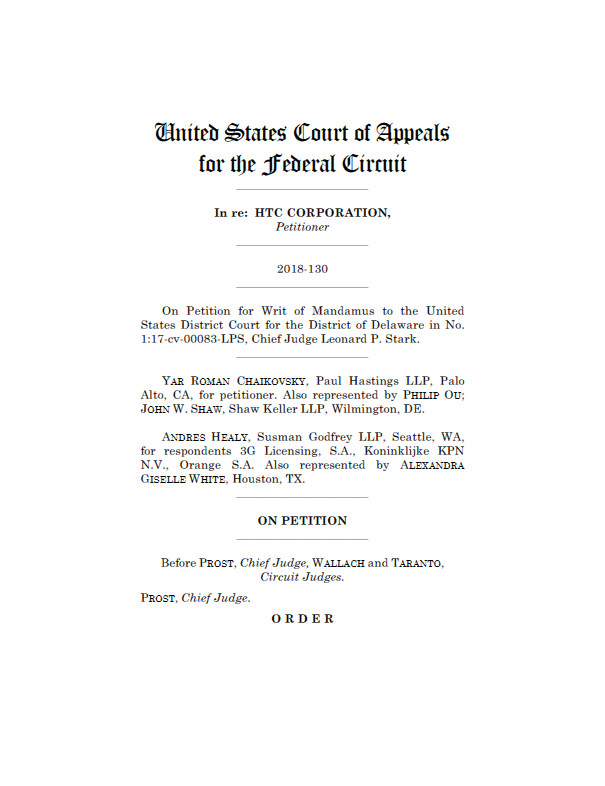 United States Court of Appeals
for the Federal Circuit
In re: HTC CORPORATION,
Petitioner
2018-130
On Petition for Writ of Mandamus to the United
States District Court for the District of Delaware in No.
1:17-cv-00083-LPS, Chief Judge Leonard P. Stark.
YAR ROMAN CHAIKOVSKY, Paul Hastings LLP, Palo
Alto, CA, for petitioner. Also represented by PHILIP OU;
JOHN W. SHAW, Shaw Keller LLP, Wilmington, DE.
ANDRES HEALY, Susman Godfrey LLP, Seattle, WA,
for respondents 3G Licensing, S.A., Koninklijke KPN
N.V., Orange S.A. Also represented by ALEXANDRA
GISELLE WHITE, Houston, TX.
ON PETITION
Before PROST, Chief Judge, WALLACH and TARANTO,
Circuit Judges.
PROST, Chief Judge.
O R D E R